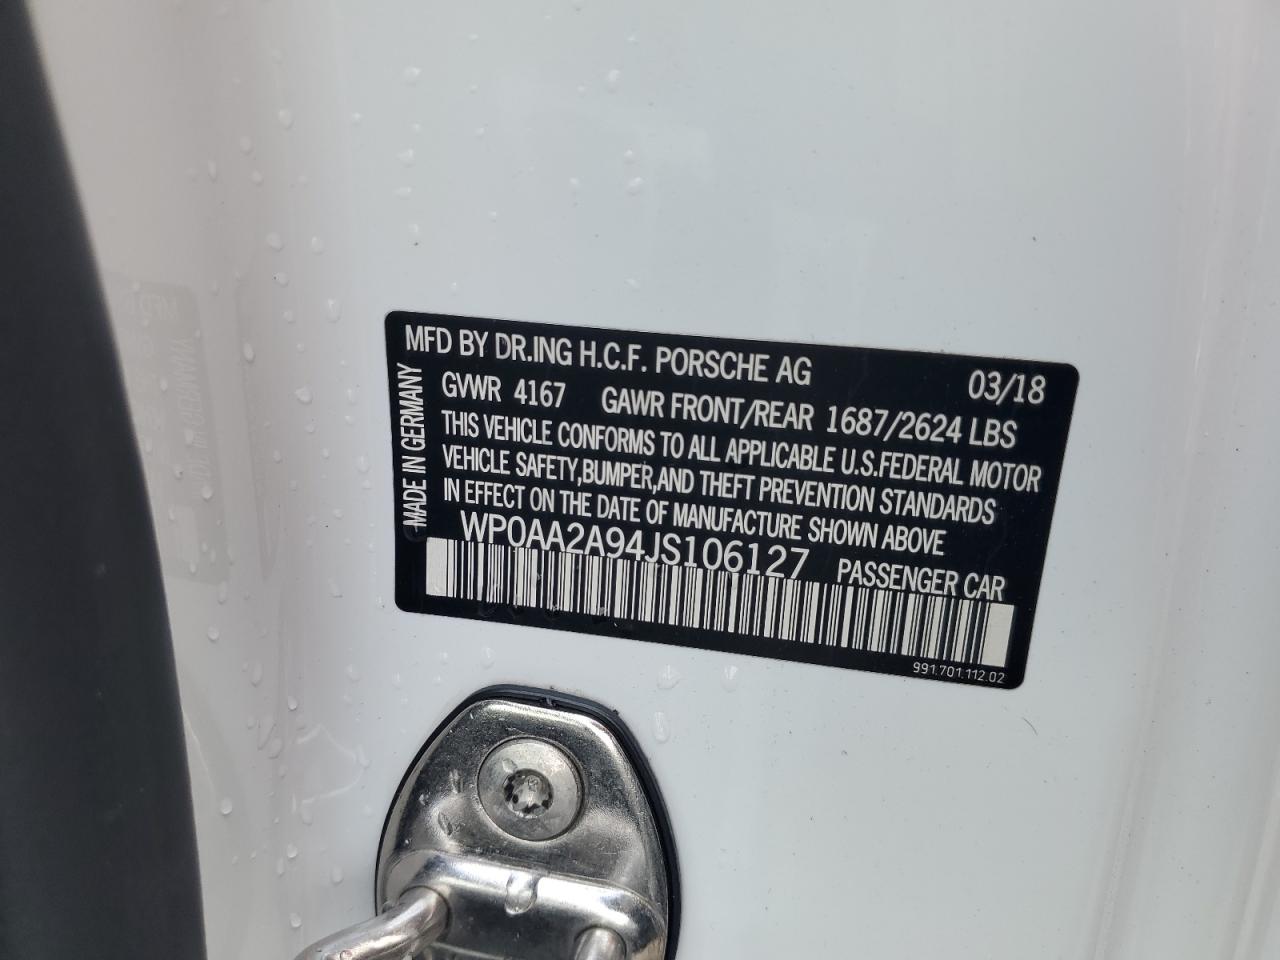 MFD BY DR.ING H.C.F. PORSCHE AG 03/18
GVWR 4167 GAWR FRONT/REAR 1687/2624 LBS
THIS VEHICLE CONFORMS TO ALL APPLICABLE U.S.FEDERAL MOTOR
VEHICLE SAFETY,BUMPER,AND THEFT PREVENTION STANDARDS
IN EFFECT ON THE DATE OF MANUFACTURE SHOWN ABOVE
WP0AA2A94JS106127 PASSENGER CAR
991.701.112.02
MADE IN GERMANY